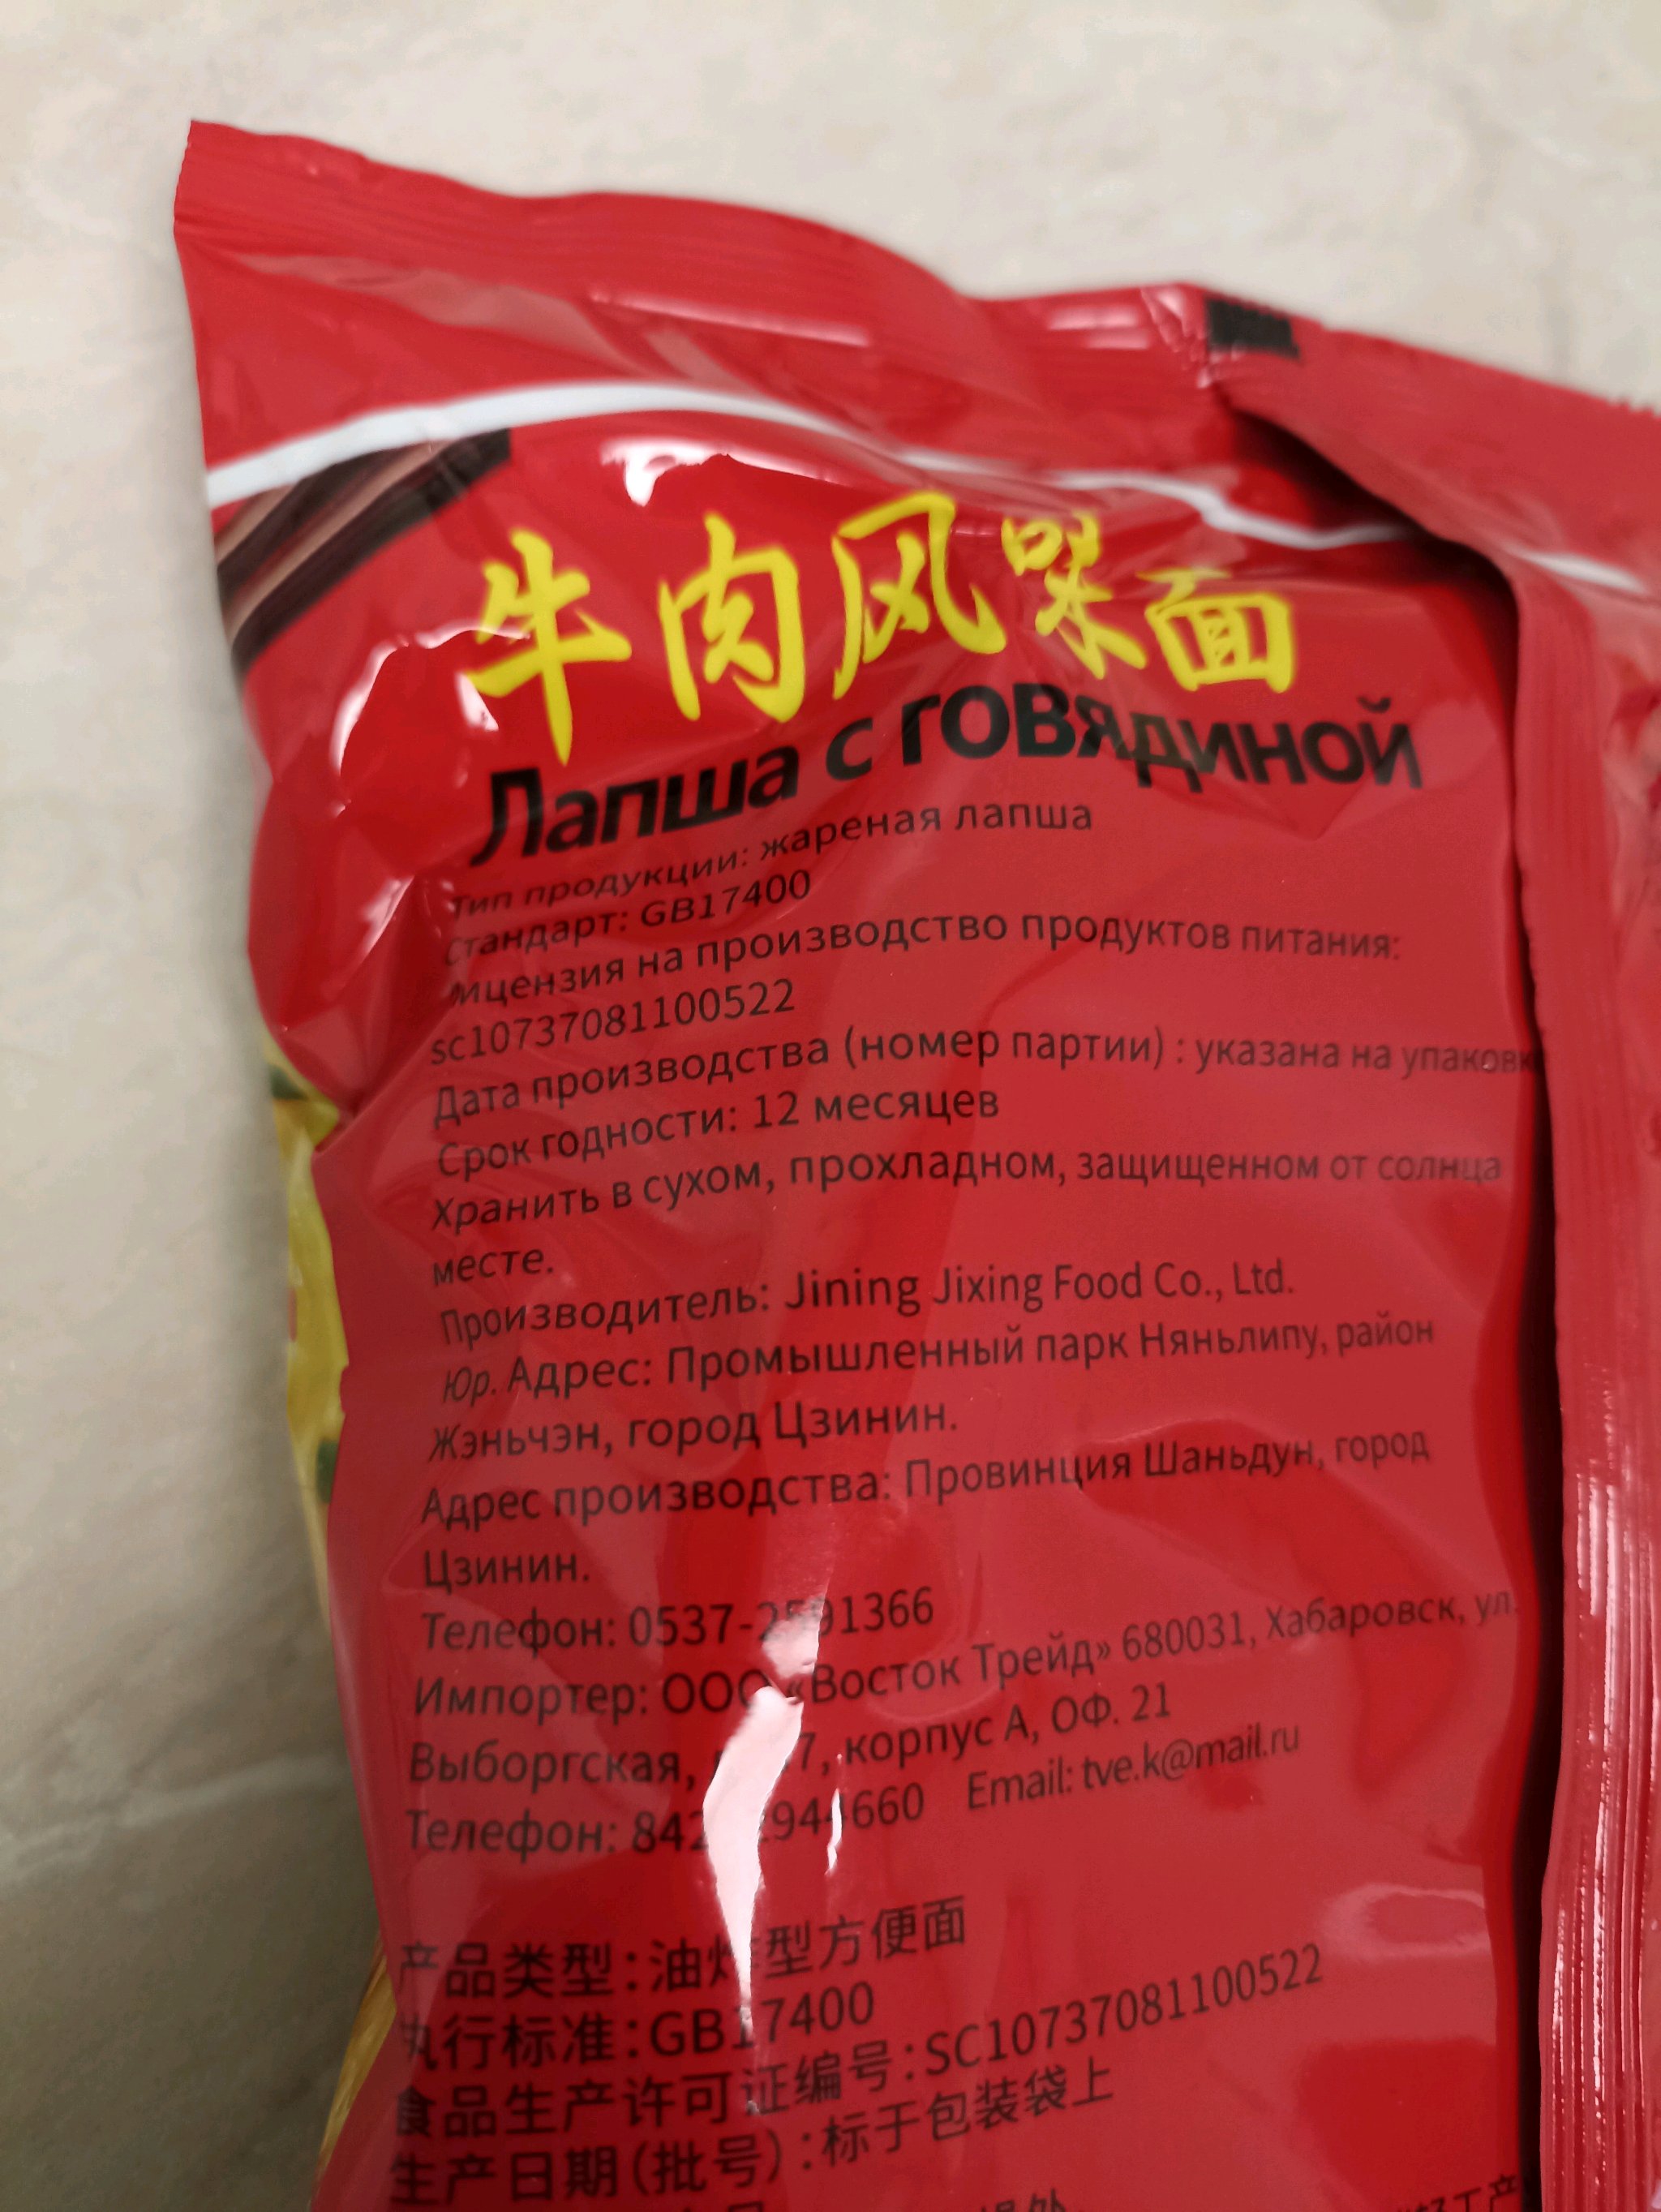 牛肉风味面
Лапша с говядиной
Тип продукции: жареная лапша
Стандарт: GB17400
лицензия на производство продуктов питания:
sc10737081100522
Дата производства (номер партии) : указана на
Срок годности: 12 месяцев
Хранить в сухом, прохладном, защищенном от солнца
месте.
Производитель: Jining Jixing Food Co., Ltd.
Юр. Адрес: Промышленный парк Няньлипу, район
Жэньчэн, город Цзинин.
Адрес производства: Провинция Шаньдун, город
Цзинин.
Телефон:
Импортер: ООО «Восток Трейд» 680031, Хабаровск, ул.
Выборгская, корпус А, ОФ. 21
Телефон: Email: tve.k@mail.ru
产品类型:油炸型方便面
执行标准:GB17400
食品生产许可证编号:SC10737081100522
生产日期(批号):标于包装袋上